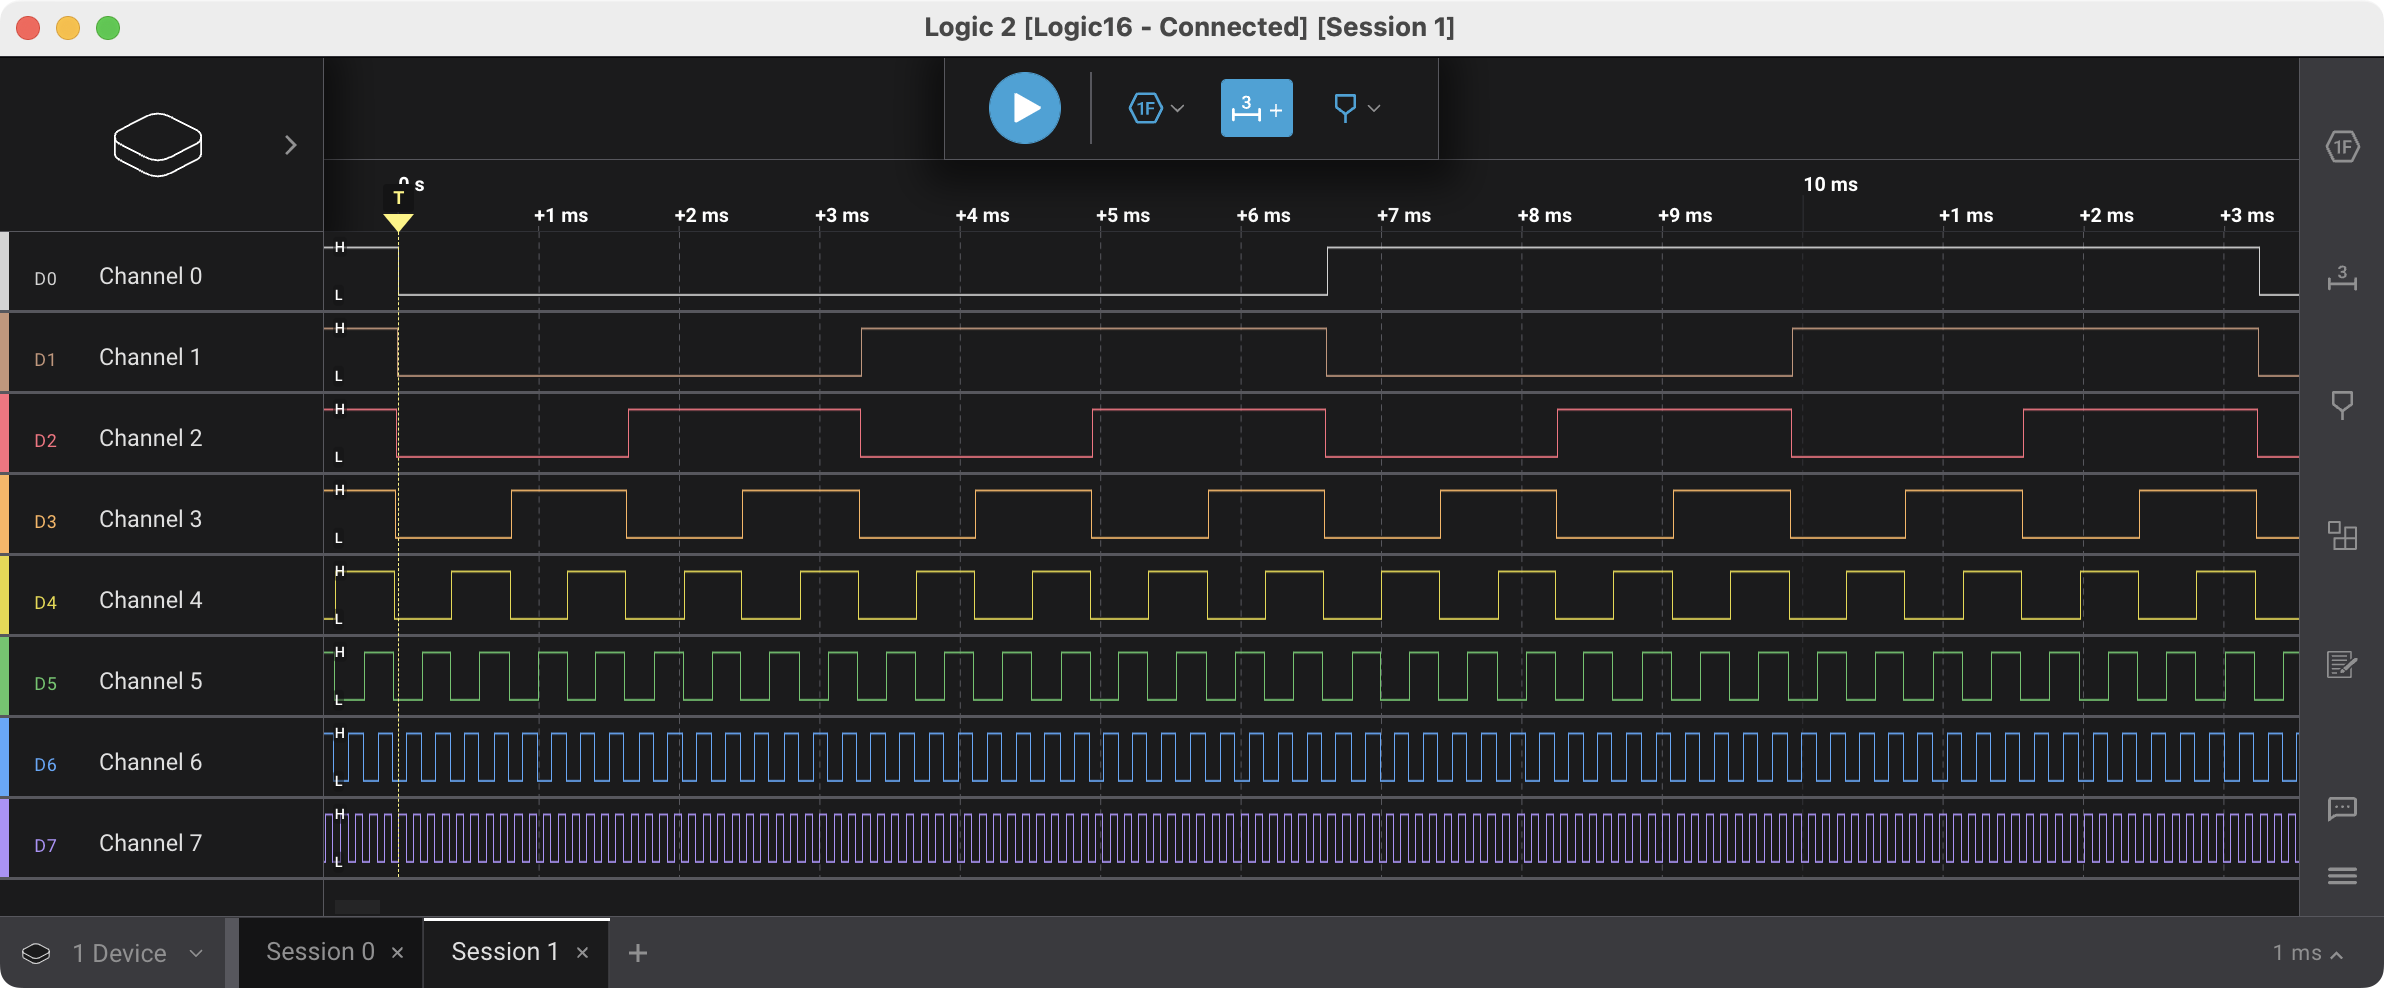 Logic 2 [Logic16 - Connected] [Session 1]
1F
3 +
0 s
10 ms
T
+1 ms +2 ms +3 ms +4 ms +5 ms +6 ms +7 ms +8 ms +9 ms +1 ms +2 ms +3 ms
1F
3
D0 Channel 0 H L
D1 Channel 1 H L
D2 Channel 2 H L
D3 Channel 3 H L
D4 Channel 4 H L
D5 Channel 5 H L
D6 Channel 6 H L
D7 Channel 7 H L
1 Device
Session 0 ×
Session 1 ×
+
1 ms